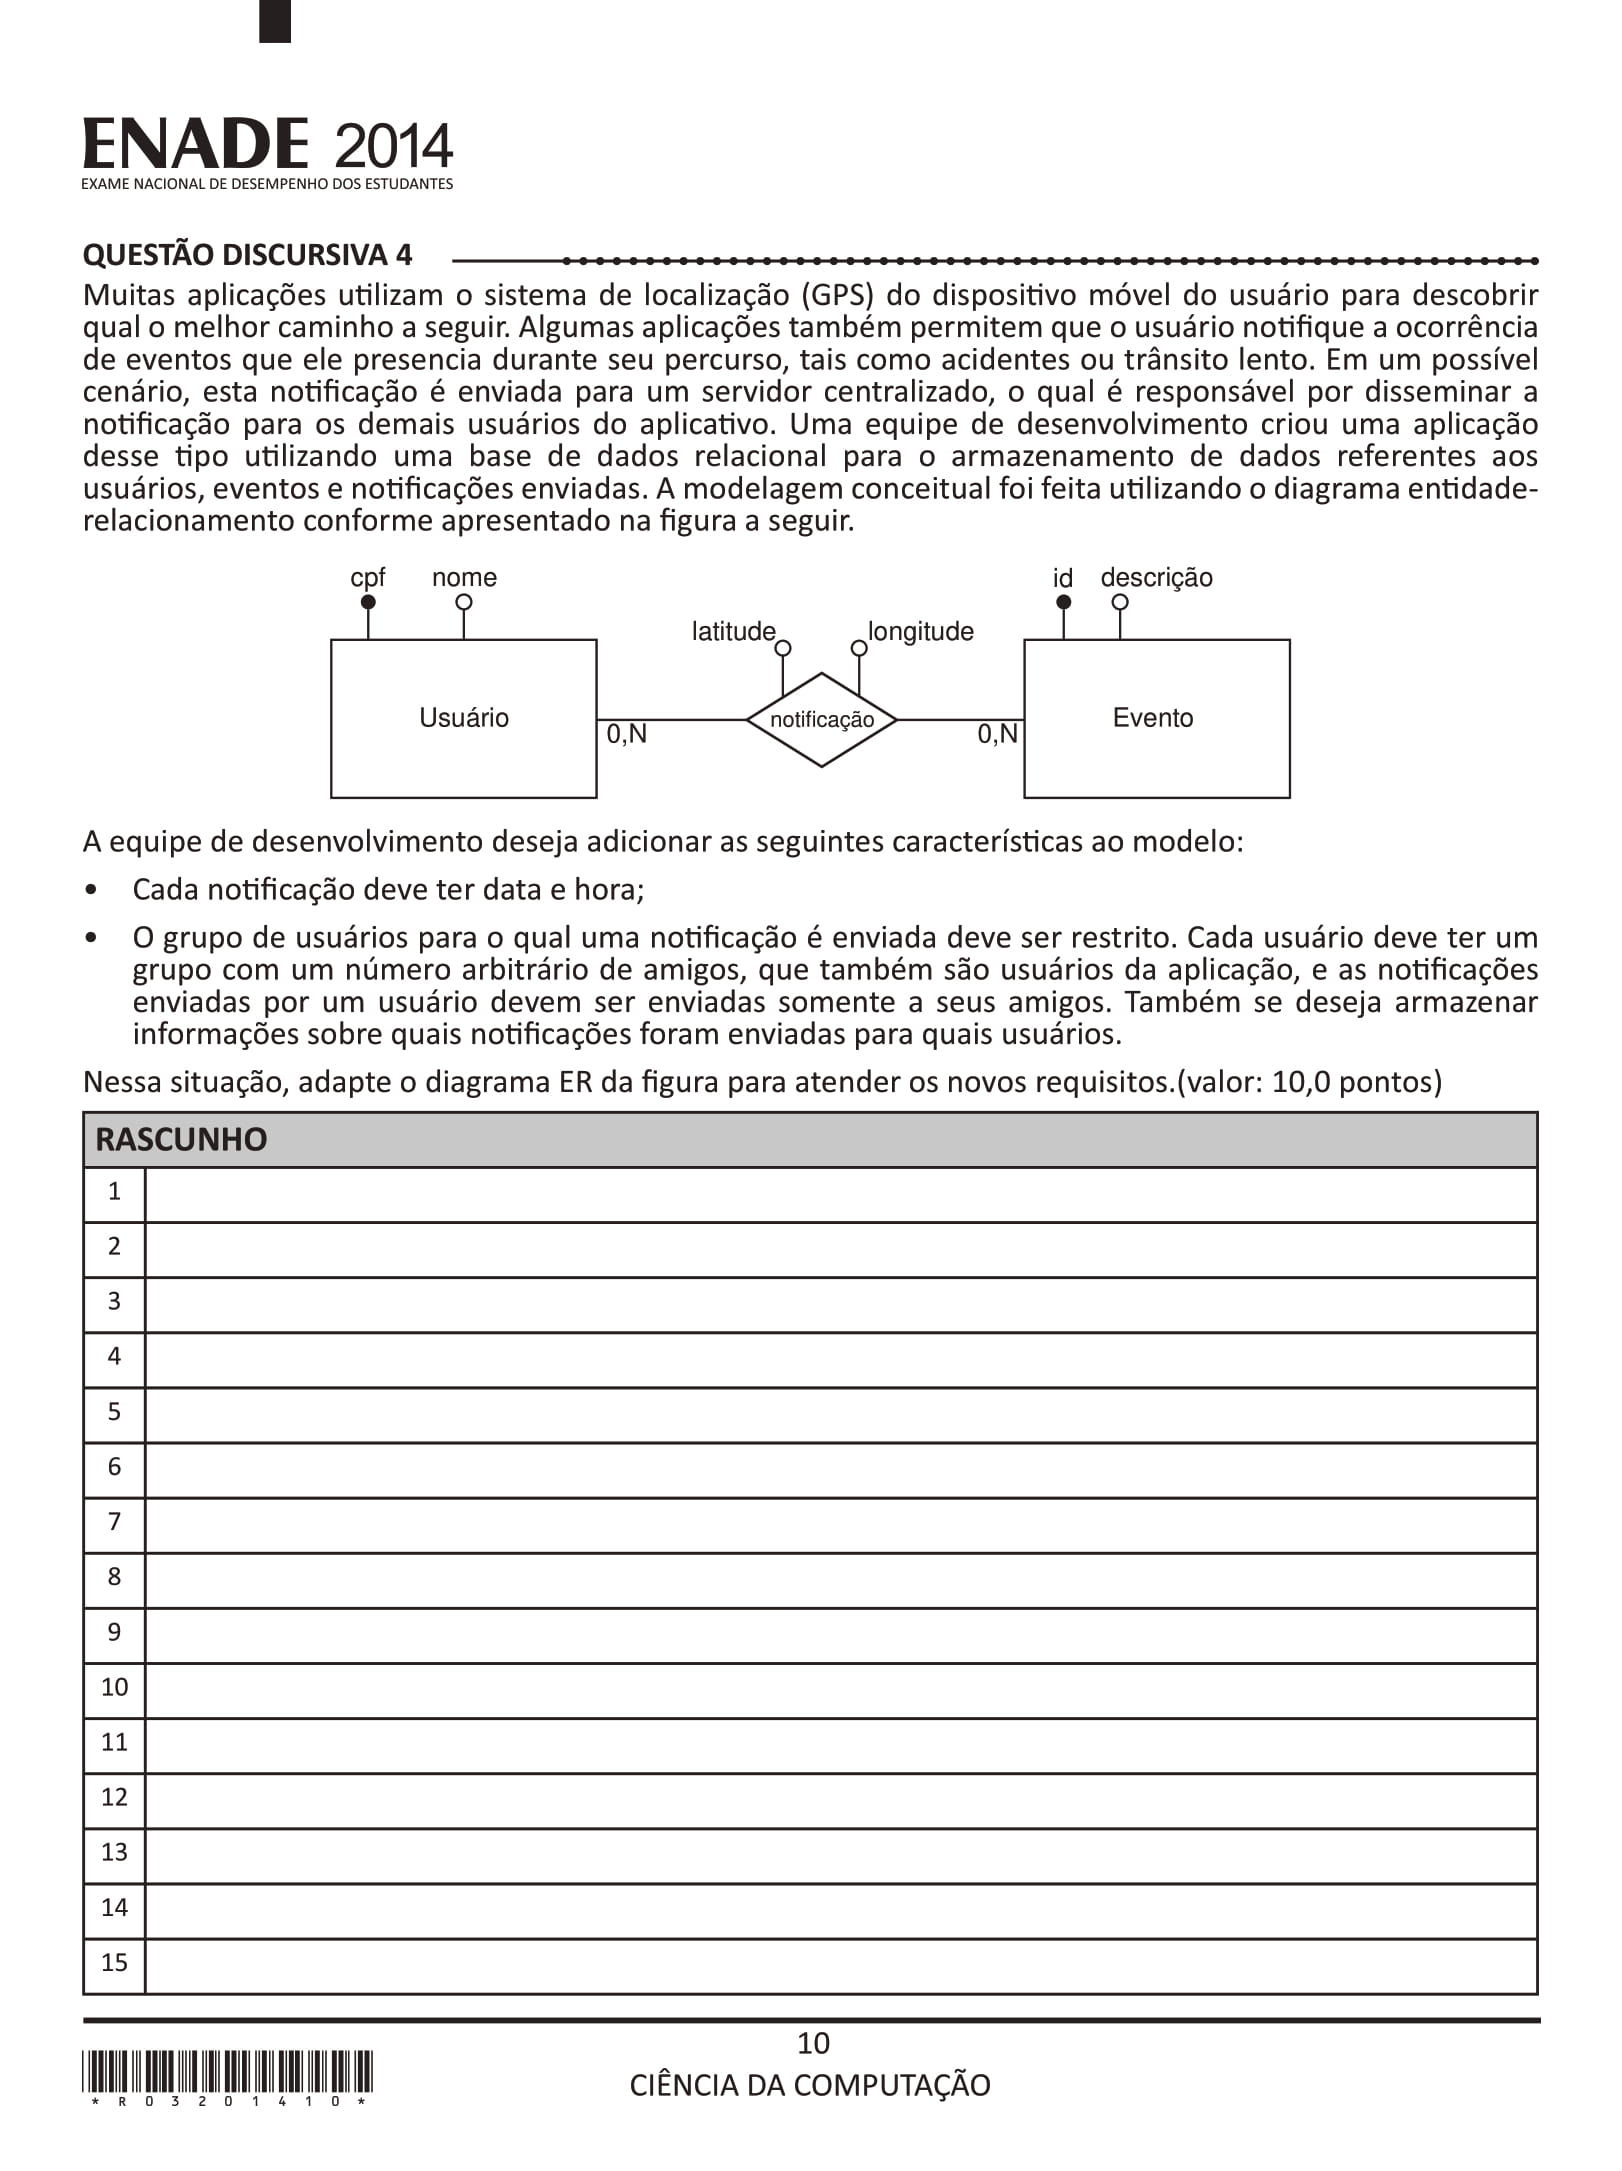 ENADE 2014
EXAME NACIONAL DE DESEMPENHO DOS ESTUDANTES
QUESTÃO DISCURSIVA 4
Muitas aplicações utilizam o sistema de localização (GPS) do dispositivo móvel do usuário para descobrir
qual o melhor caminho a seguir. Algumas aplicações também permitem que o usuário notifique a ocorrência
de eventos que ele presencia durante seu percurso, tais como acidentes ou trânsito lento. Em um possível
cenário, esta notificação é enviada para um servidor centralizado, o qual é responsável por disseminar a
notificação para os demais usuários do aplicativo. Uma equipe de desenvolvimento criou uma aplicação
desse tipo utilizando uma base de dados relacional para o armazenamento de dados referentes aos
usuários, eventos e notificações enviadas. A modelagem conceitual foi feita utilizando o diagrama entidade-
relacionamento conforme apresentado na figura a seguir.
cpf nome id descrição
latitude longitude
Usuário notificação Evento
0,N 0,N
A equipe de desenvolvimento deseja adicionar as seguintes características ao modelo:
• Cada notificação deve ter data e hora;
• O grupo de usuários para o qual uma notificação é enviada deve ser restrito. Cada usuário deve ter um
grupo com um número arbitrário de amigos, que também são usuários da aplicação, e as notificações
enviadas por um usuário devem ser enviadas somente a seus amigos. Também se deseja armazenar
informações sobre quais notificações foram enviadas para quais usuários.
Nessa situação, adapte o diagrama ER da figura para atender os novos requisitos.(valor: 10,0 pontos)
RASCUNHO
1
2
3
4
5
6
7
8
9
10
11
12
13
14
15
10
CIÊNCIA DA COMPUTAÇÃO
* R 0 3 2 0 1 4 1 0 *